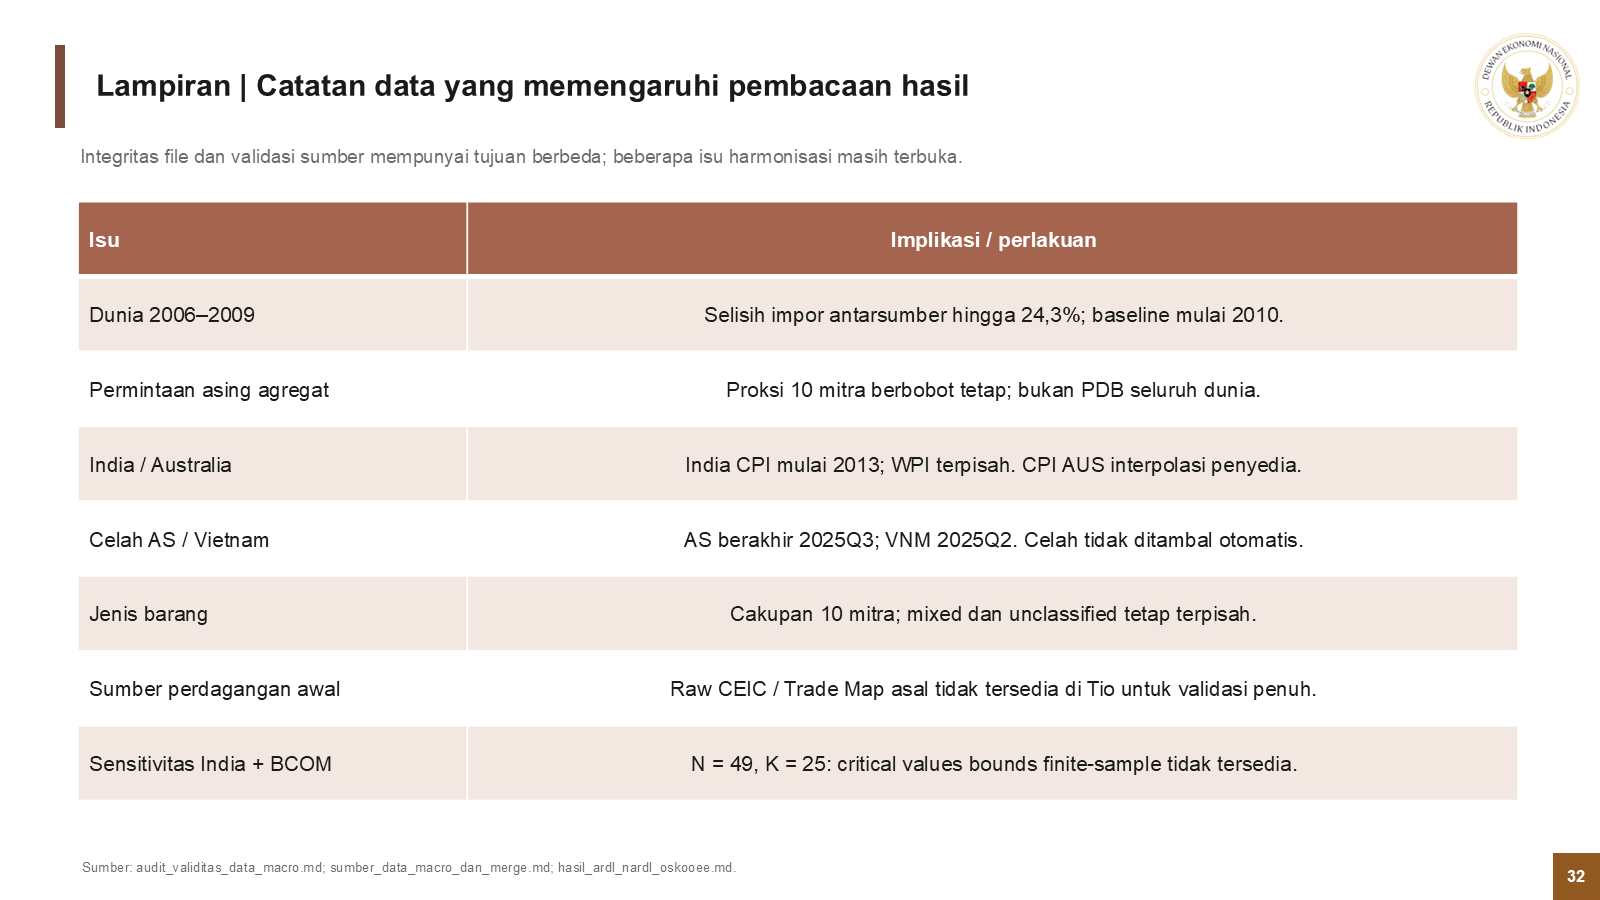 Lampiran | Catatan data yang memengaruhi pembacaan hasil
DEWAN EKONOMI NASIONAL
REPUBLIK INDONESIA
Integritas file dan validasi sumber mempunyai tujuan berbeda; beberapa isu harmonisasi masih terbuka.
Isu
Implikasi / perlakuan
Dunia 2006–2009
Selisih impor antarsumber hingga 24,3%; baseline mulai 2010.
Permintaan asing agregat
Proksi 10 mitra berbobot tetap; bukan PDB seluruh dunia.
India / Australia
India CPI mulai 2013; WPI terpisah. CPI AUS interpolasi penyedia.
Celah AS / Vietnam
AS berakhir 2025Q3; VNM 2025Q2. Celah tidak ditambal otomatis.
Jenis barang
Cakupan 10 mitra; mixed dan unclassified tetap terpisah.
Sumber perdagangan awal
Raw CEIC / Trade Map asal tidak tersedia di Tio untuk validasi penuh.
Sensitivitas India + BCOM
N = 49, K = 25: critical values bounds finite-sample tidak tersedia.
Sumber: audit_validitas_data_macro.md; sumber_data_macro_dan_merge.md; hasil_ardl_nardl_oskooee.md.
32